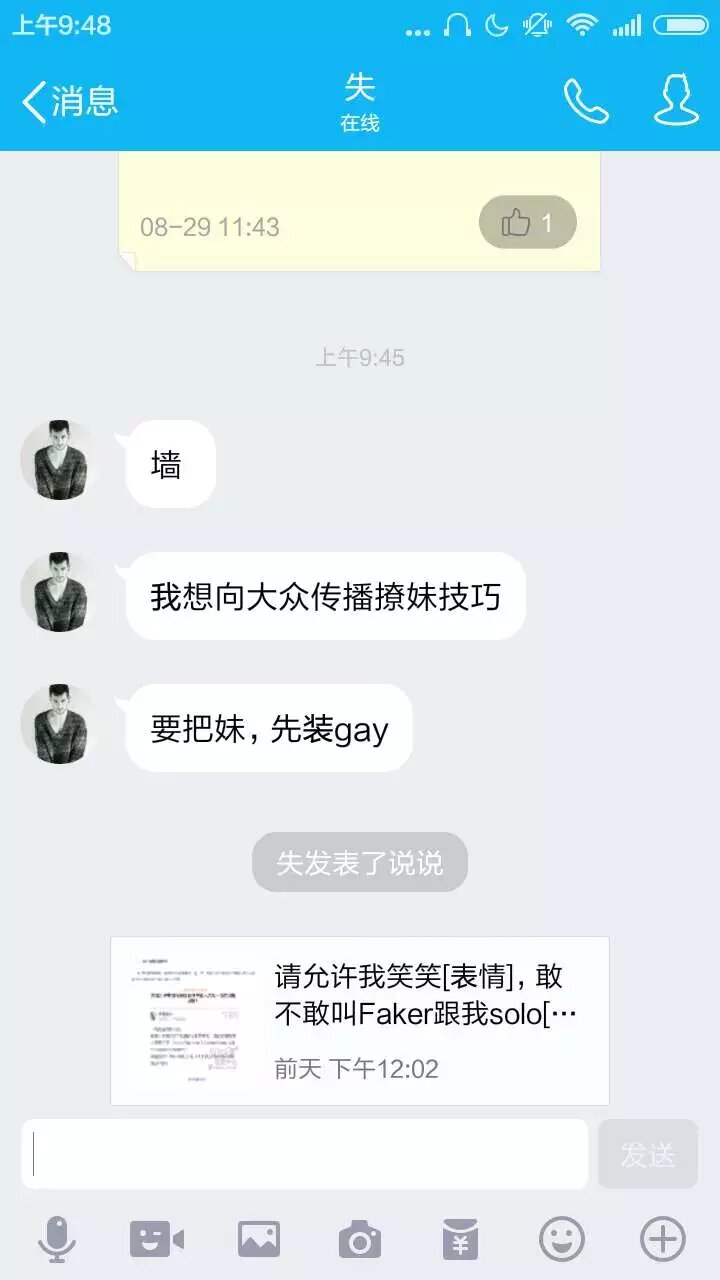 上午9:48
消息
失
在线
08-29 11:43
1
上午9:45
墙
我想向大众传播撩妹技巧
要把妹，先装gay
失发表了说说
请允许我笑笑[表情]，敢
不敢叫Faker跟我solo[…
前天 下午12:02
发送